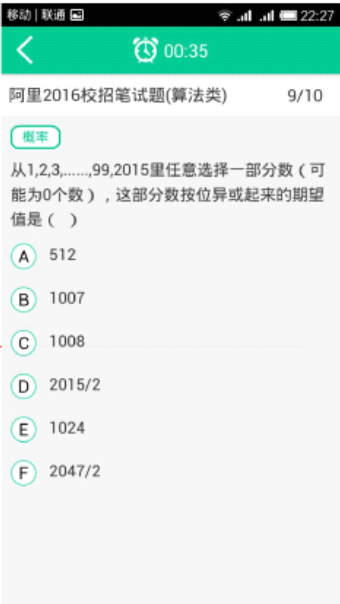 移动 | 联通 22:27
00:35
阿里2016校招笔试题(算法类) 9/10
概率
从1,2,3,......,99,2015里任意选择一部分数（可
能为0个数），这部分数按位异或起来的期望
值是（ ）
A 512
B 1007
C 1008
D 2015/2
E 1024
F 2047/2